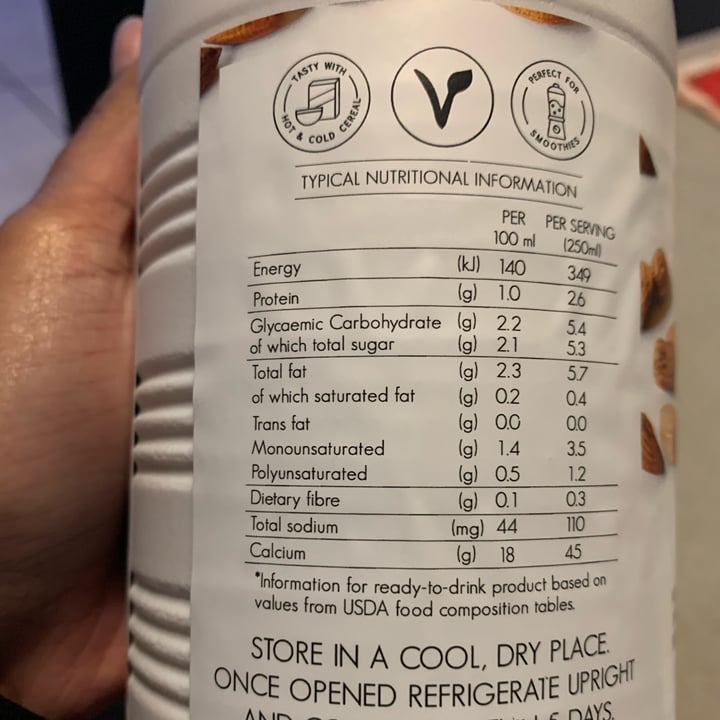 TASTY WITH
HOT & COLD CEREAL
V
PERFECT FOR
SMOOTHIES
TYPICAL NUTRITIONAL INFORMATION
PER PER SERVING
100 ml (250ml)
Energy (kJ) 140 349
Protein (g) 1.0 2.6
Glycaemic Carbohydrate (g) 2.2 5.4
of which total sugar (g) 2.1 5.3
Total fat (g) 2.3 5.7
of which saturated fat (g) 0.2 0.4
Trans fat (g) 0.0 0.0
Monounsaturated (g) 1.4 3.5
Polyunsaturated (g) 0.5 1.2
Dietary fibre (g) 0.1 0.3
Total sodium (mg) 44 110
Calcium (g) 18 45
*Information for ready-to-drink product based on
values from USDA food composition tables.
STORE IN A COOL, DRY PLACE.
ONCE OPENED REFRIGERATE UPRIGHT
AND 5 DAYS.